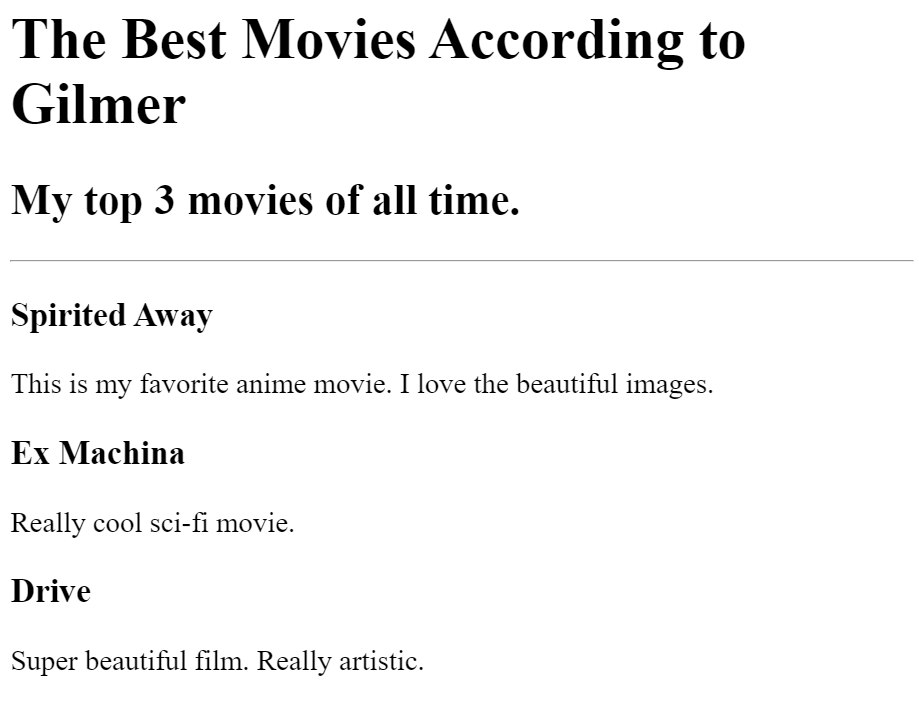 The Best Movies According to
Gilmer
My top 3 movies of all time.
Spirited Away
This is my favorite anime movie. I love the beautiful images.
Ex Machina
Really cool sci-fi movie.
Drive
Super beautiful film. Really artistic.